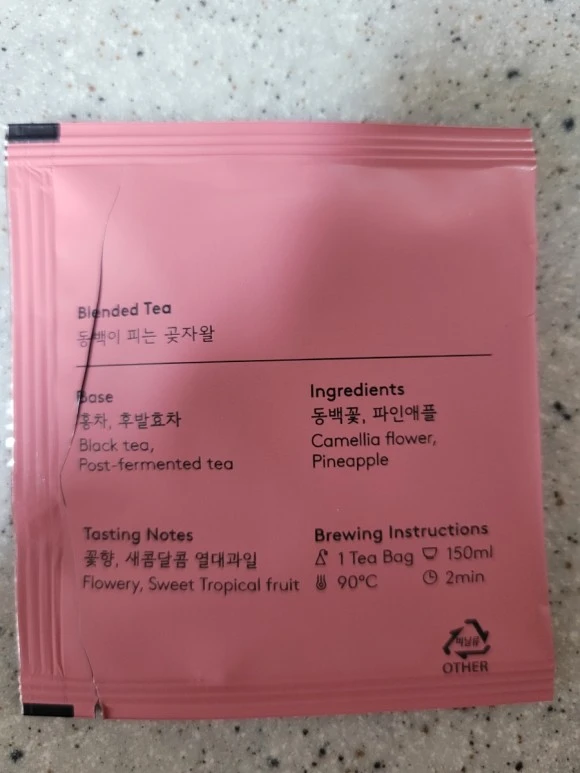 Blended Tea
동백이 피는 곶자왈
Base
홍차, 후발효차
Black tea,
Post-fermented tea
Ingredients
동백꽃, 파인애플
Camellia flower,
Pineapple
Tasting Notes
꽃향, 새콤달콤 열대과일
Flowery, Sweet Tropical fruit
Brewing Instructions
1 Tea Bag 150ml
90°C 2min
비닐류
OTHER